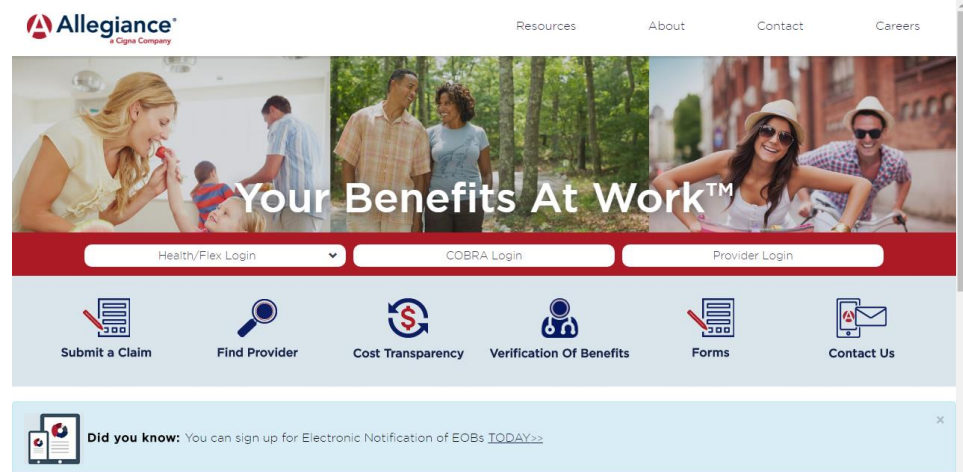 Allegiance®
a Cigna Company
Resources About Contact Careers
Your Benefits At Work™
Health/Flex Login COBRA Login Provider Login
Submit a Claim Find Provider Cost Transparency Verification Of Benefits Forms Contact Us
Did you know: You can sign up for Electronic Notification of EOBs TODAY>>
×